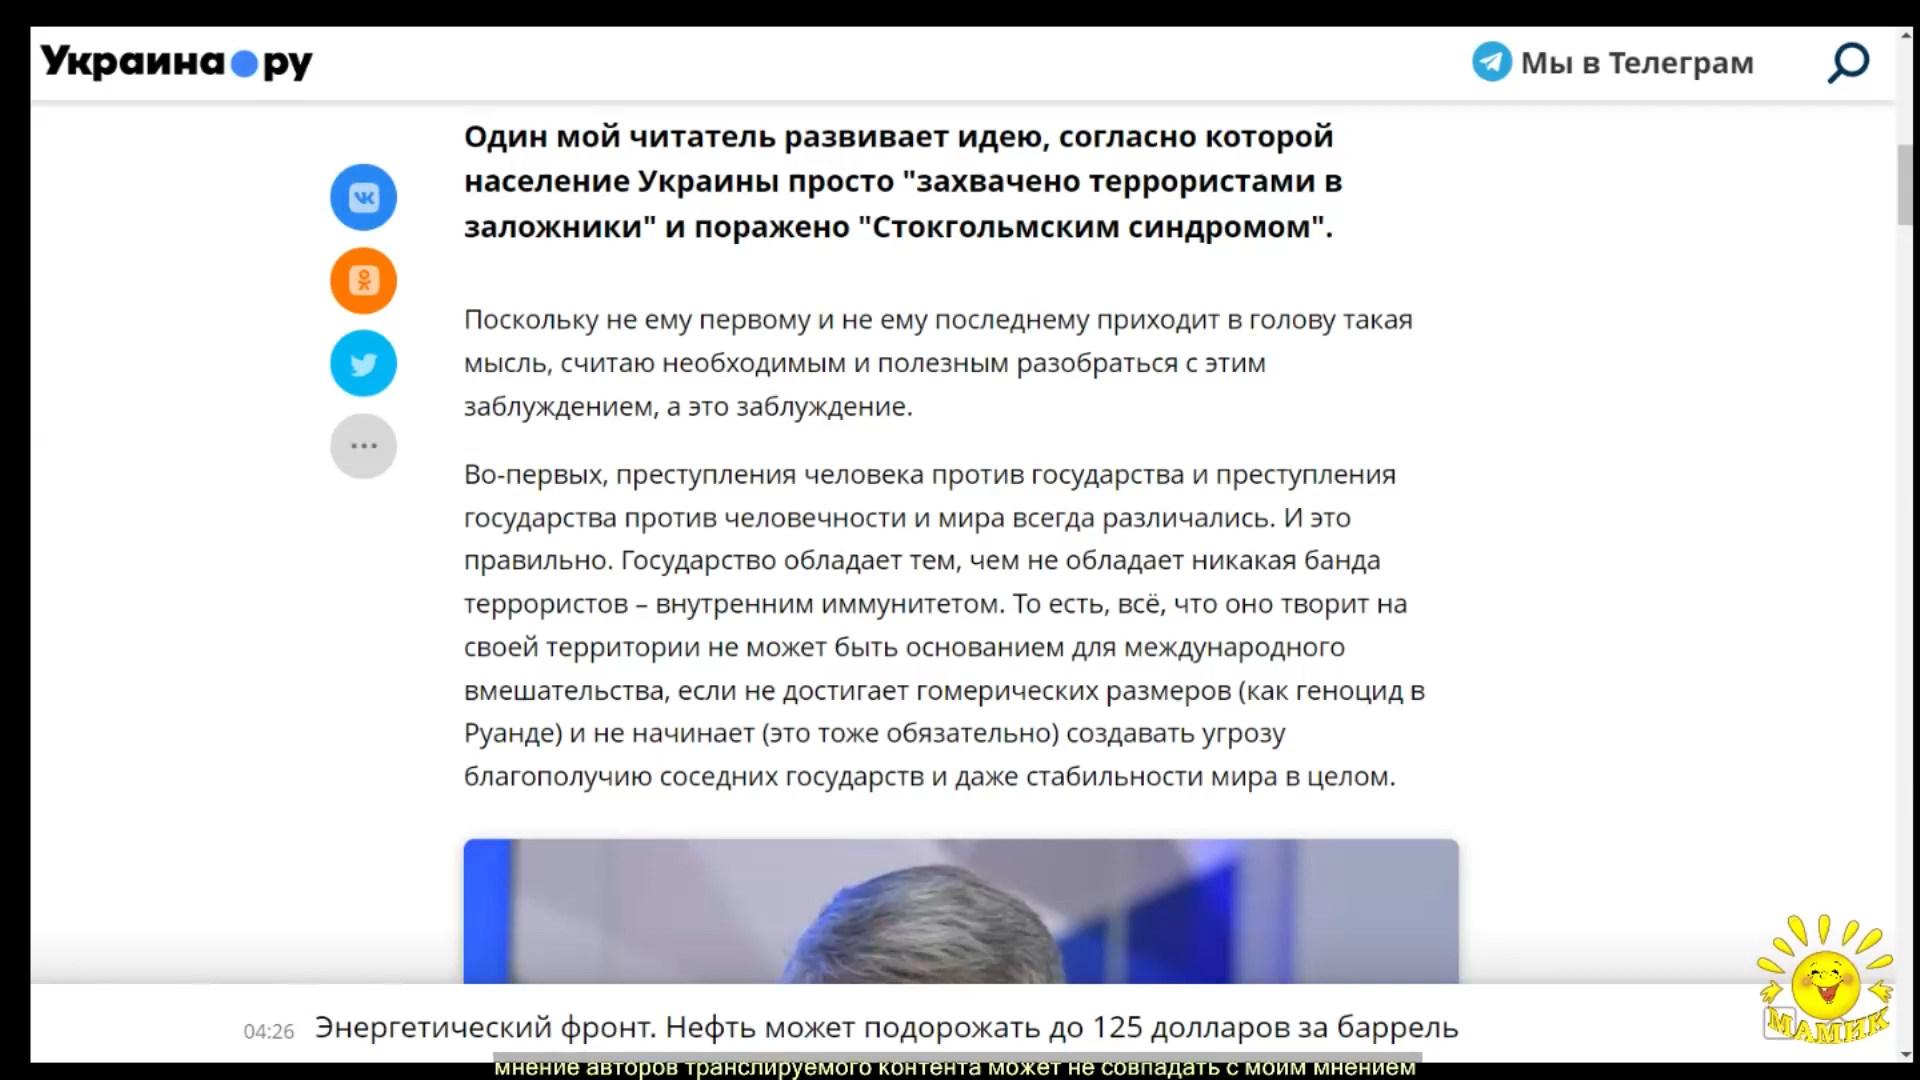 Украина ру
Мы в Телеграм
Один мой читатель развивает идею, согласно которой
население Украины просто "захвачено террористами в
заложники" и поражено "Стокгольмским синдромом".
Поскольку не ему первому и не ему последнему приходит в голову такая
мысль, считаю необходимым и полезным разобраться с этим
заблуждением, а это заблуждение.
Во-первых, преступления человека против государства и преступления
государства против человечности и мира всегда различались. И это
правильно. Государство обладает тем, чем не обладает никакая банда
террористов – внутренним иммунитетом. То есть, всё, что оно творит на
своей территории не может быть основанием для международного
вмешательства, если не достигает гомерических размеров (как геноцид в
Руанде) и не начинает (это тоже обязательно) создавать угрозу
благополучию соседних государств и даже стабильности мира в целом.
04:26 Энергетический фронт. Нефть может подорожать до 125 долларов за баррель
МАМИК
мнение авторов транслируемого контента может не совпадать с моим мнением